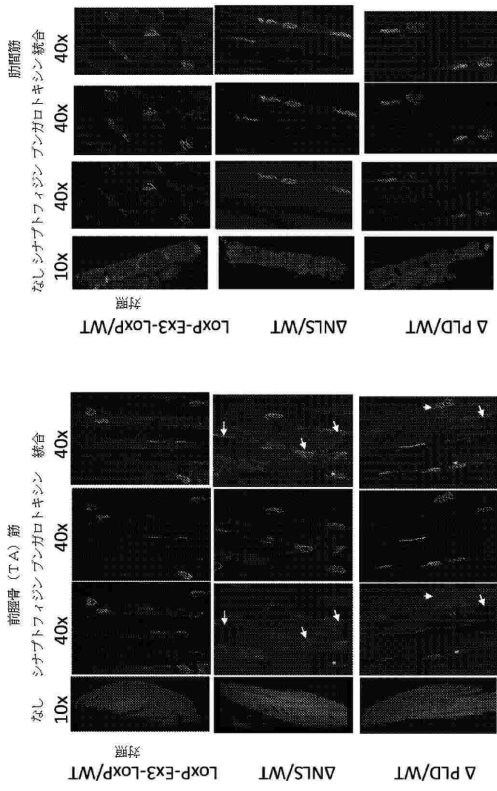 前脛骨（ＴＡ）筋
なし シナプトフィジン ブンガロトキシン 統合
10x 40x 40x 40x
対照
LoxP-Ex3-LoxP/WT
ΔNLS/WT
Δ PLD/WT
肋間筋
なし シナプトフィジン ブンガロトキシン 統合
10x 40x 40x 40x
対照
LoxP-Ex3-LoxP/WT
ΔNLS/WT
Δ PLD/WT